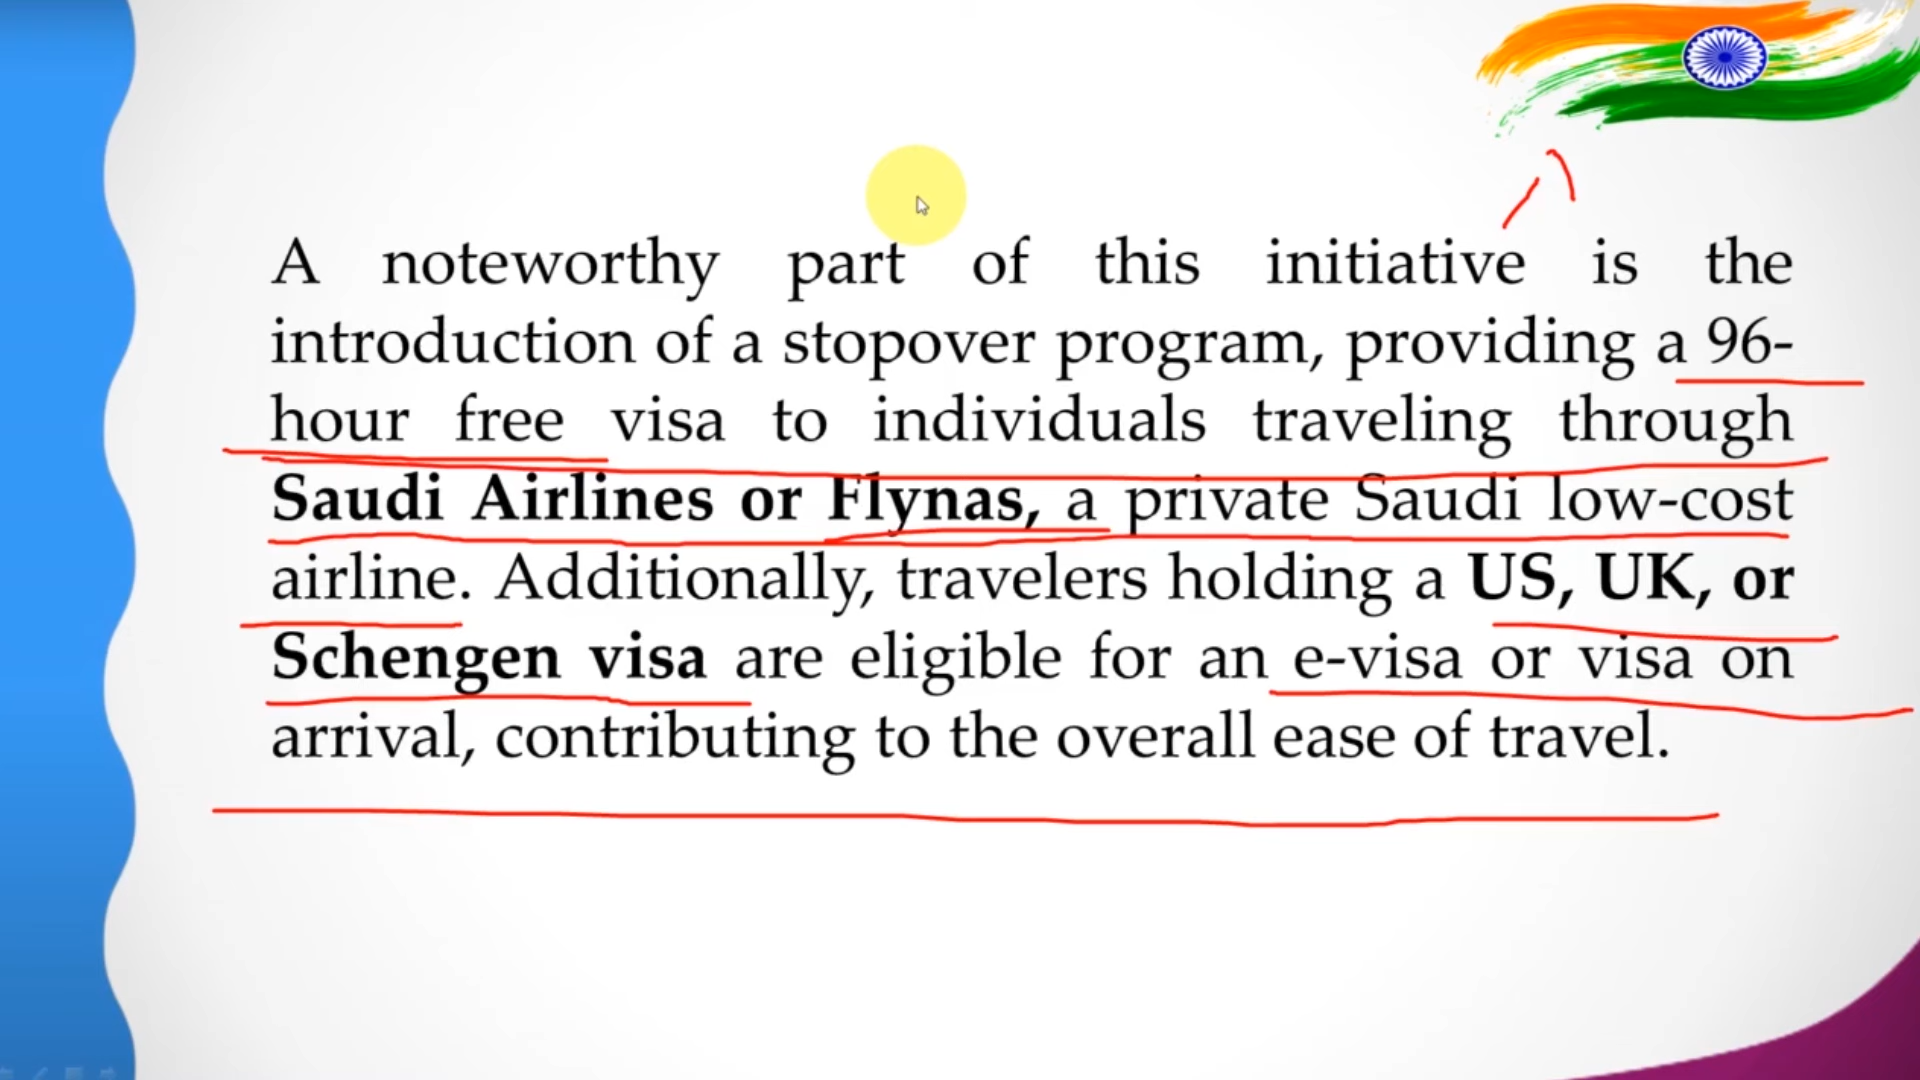 A noteworthy part of this initiative is the
introduction of a stopover program, providing a 96-
hour free visa to individuals traveling through
Saudi Airlines or Flynas, a private Saudi low-cost
airline. Additionally, travelers holding a US, UK, or
Schengen visa are eligible for an e-visa or visa on
arrival, contributing to the overall ease of travel.